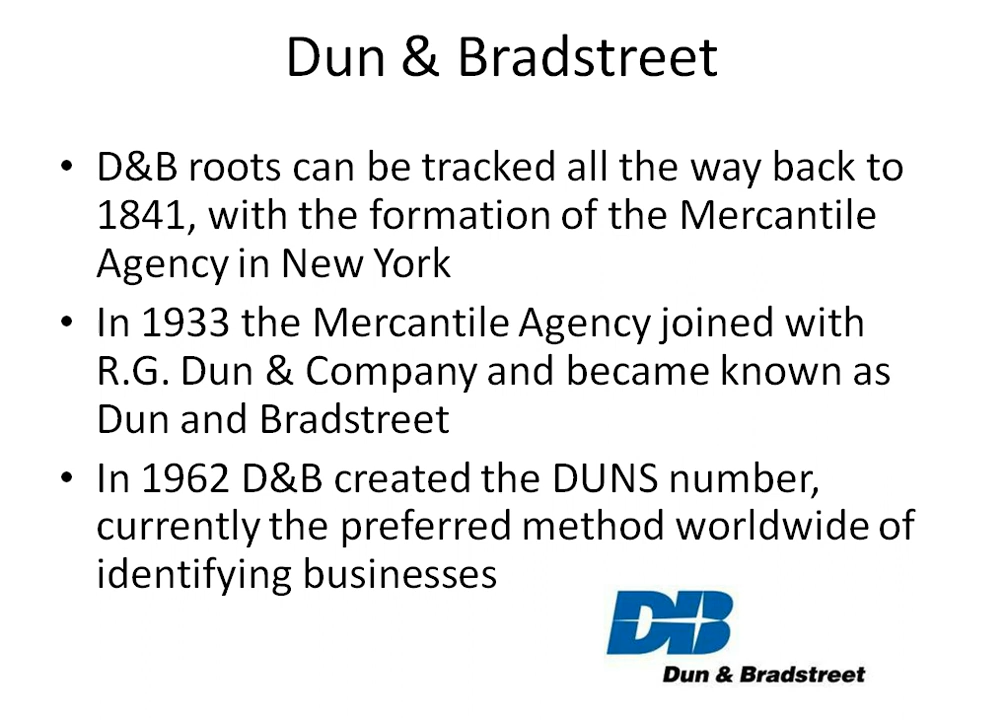 Dun & Bradstreet
• D&B roots can be tracked all the way back to
1841, with the formation of the Mercantile
Agency in New York
• In 1933 the Mercantile Agency joined with
R.G. Dun & Company and became known as
Dun and Bradstreet
• In 1962 D&B created the DUNS number,
currently the preferred method worldwide of
identifying businesses
DB
Dun & Bradstreet